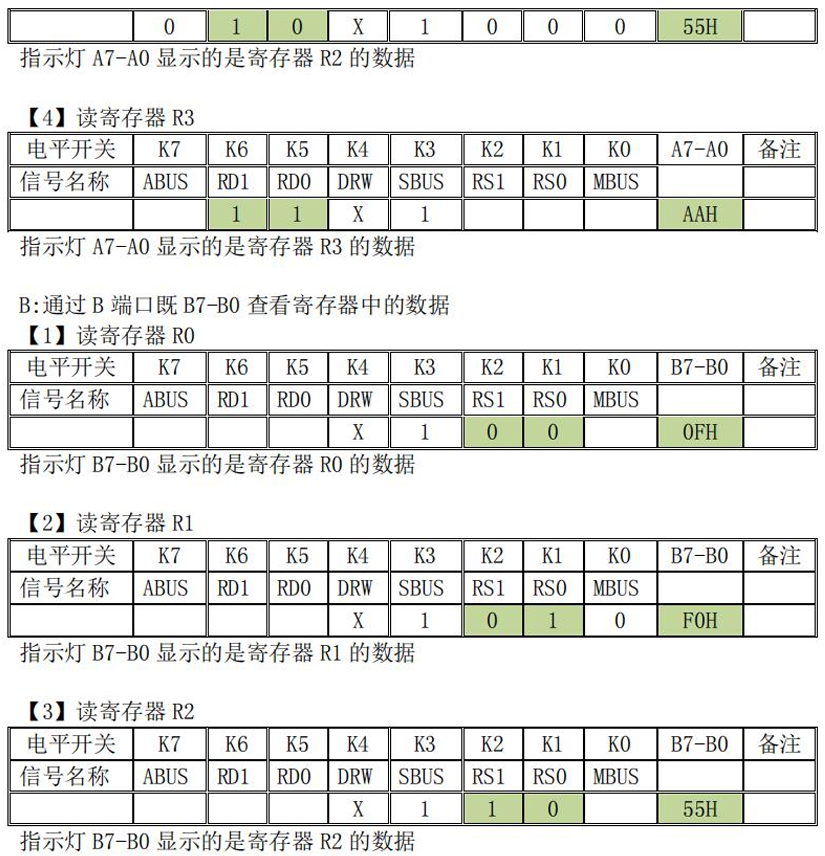 0 1 0 X 1 0 0 0 55H
指示灯 A7-A0 显示的是寄存器 R2 的数据
【4】读寄存器 R3
电平开关 K7 K6 K5 K4 K3 K2 K1 K0 A7-A0 备注
信号名称 ABUS RD1 RD0 DRW SBUS RS1 RS0 MBUS
1 1 X 1 AAH
指示灯 A7-A0 显示的是寄存器 R3 的数据
B:通过 B 端口既 B7-B0 查看寄存器中的数据
【1】读寄存器 R0
电平开关 K7 K6 K5 K4 K3 K2 K1 K0 B7-B0 备注
信号名称 ABUS RD1 RD0 DRW SBUS RS1 RS0 MBUS
X 1 0 0 0FH
指示灯 B7-B0 显示的是寄存器 R0 的数据
【2】读寄存器 R1
电平开关 K7 K6 K5 K4 K3 K2 K1 K0 B7-B0 备注
信号名称 ABUS RD1 RD0 DRW SBUS RS1 RS0 MBUS
X 1 0 1 0 F0H
指示灯 B7-B0 显示的是寄存器 R1 的数据
【3】读寄存器 R2
电平开关 K7 K6 K5 K4 K3 K2 K1 K0 B7-B0 备注
信号名称 ABUS RD1 RD0 DRW SBUS RS1 RS0 MBUS
X 1 1 0 55H
指示灯 B7-B0 显示的是寄存器 R2 的数据